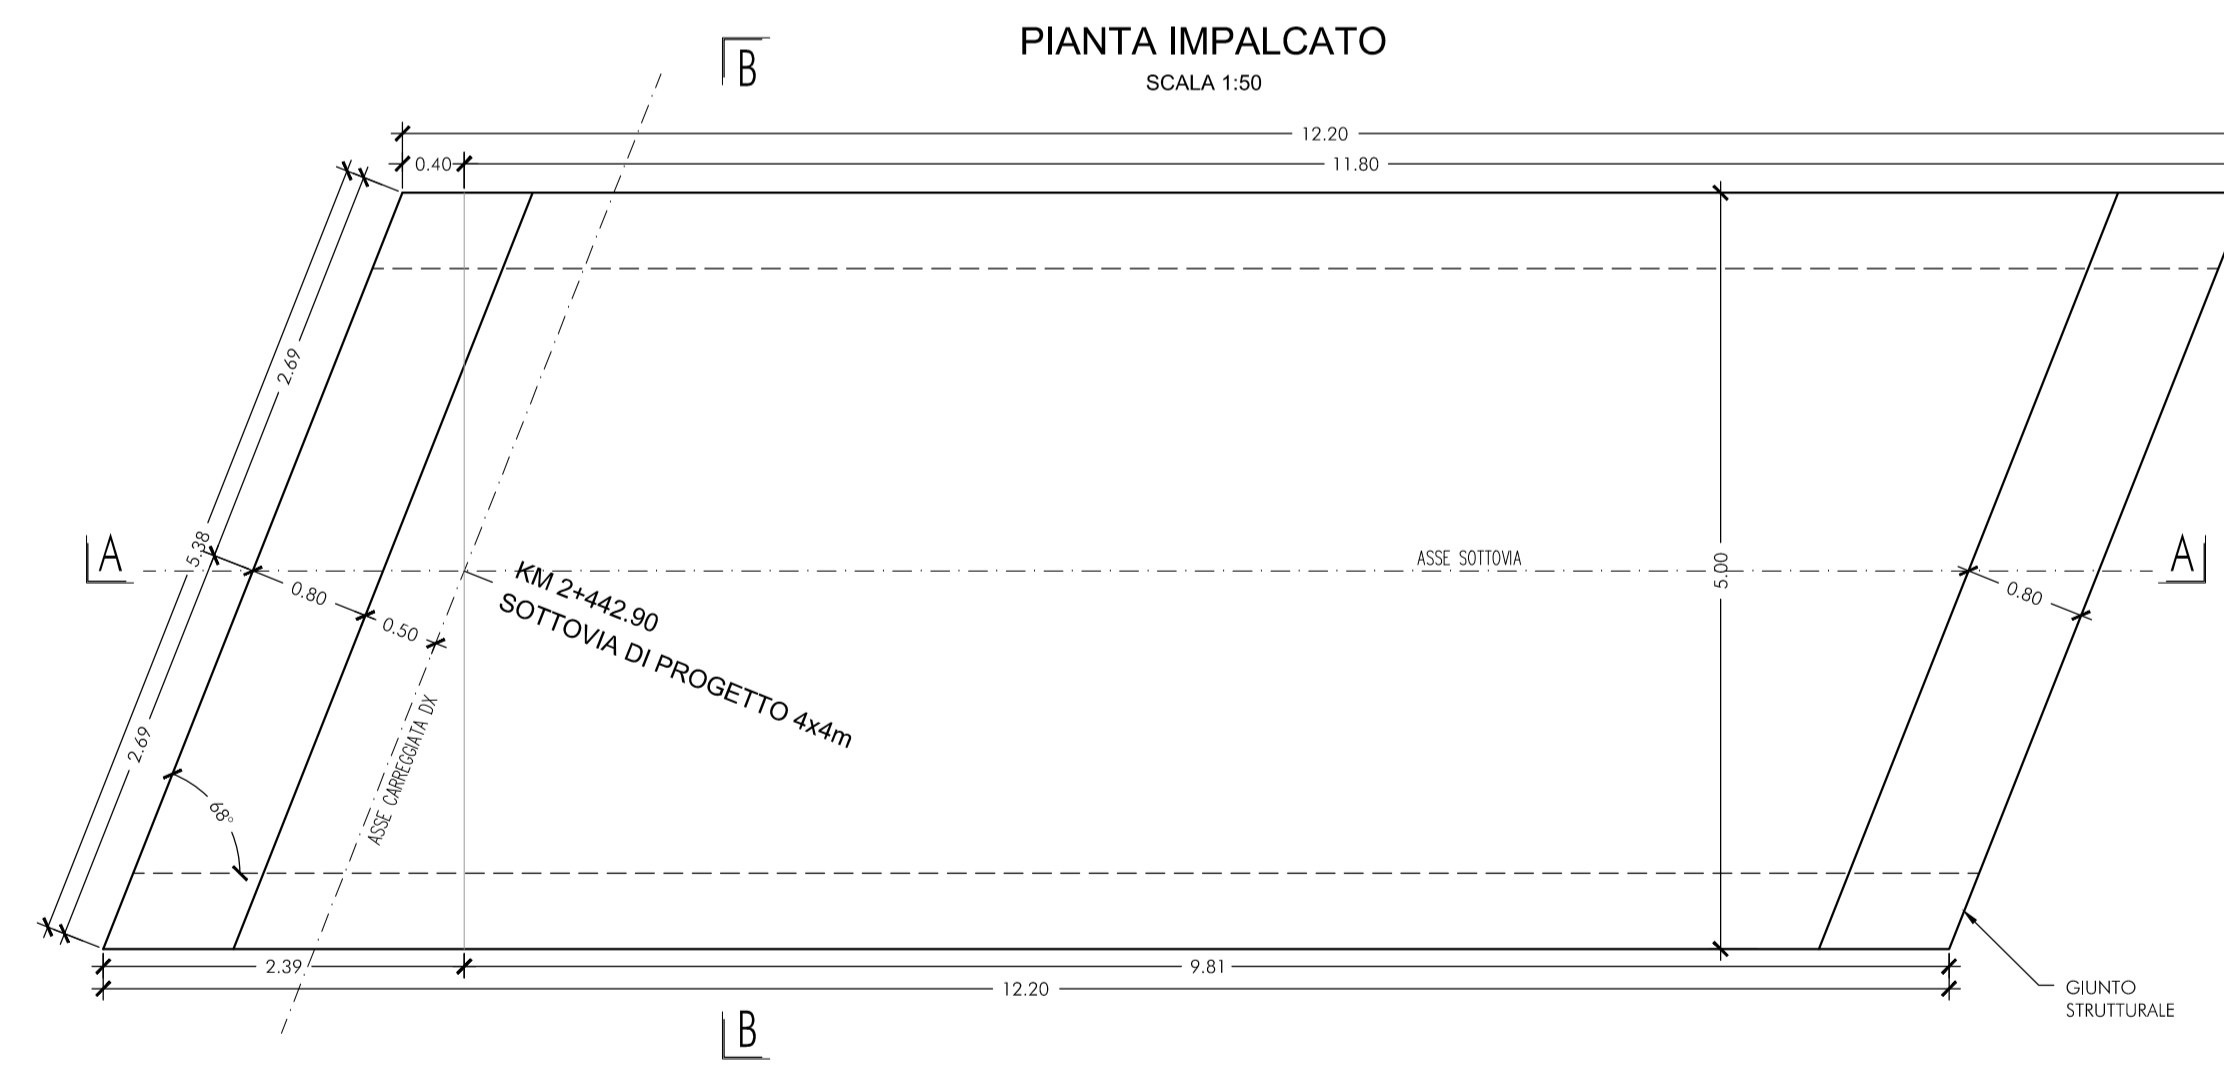 PIANTA IMPALCATO
SCALA 1:50
B
12.20
0.40
11.80
2.69
5.38
A
ASSE SOTTOVIA
5.00
A
0.80
0.50
KM 2+442.90
SOTTOVIA DI PROGETTO 4x4m
0.80
ASSE CARREGGIATA DX
2.69
68°
2.39
9.81
12.20
GIUNTO
STRUTTURALE
B